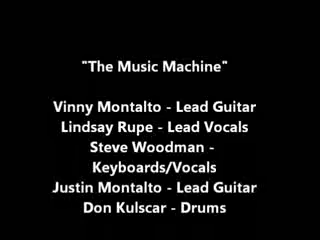 "The Music Machine"
Vinny Montalto - Lead Guitar
Lindsay Rupe - Lead Vocals
Steve Woodman -
Keyboards/Vocals
Justin Montalto - Lead Guitar
Don Kulscar - Drums